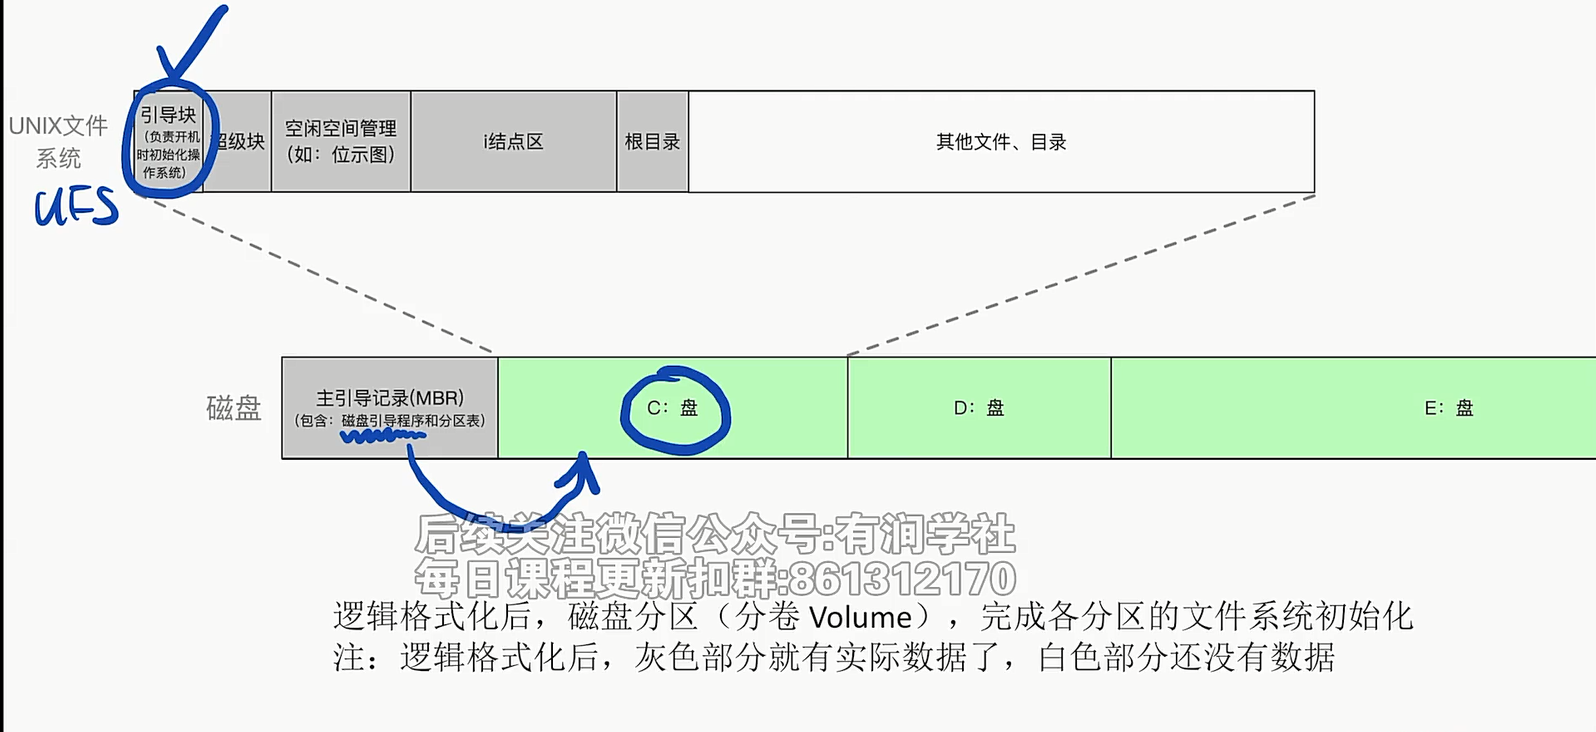 UNIX文件
系统
UFS
引导块
（负责开机
时初始化操
作系统）
超级块
空闲空间管理
（如：位示图）
i结点区
根目录
其他文件、目录
磁盘
主引导记录(MBR)
（包含：磁盘引导程序和分区表）
C：盘
D：盘
E：盘
后续关注微信公众号:有涧学社
每日课程更新扣群:861312170
逻辑格式化后，磁盘分区（分卷 Volume），完成各分区的文件系统初始化
注：逻辑格式化后，灰色部分就有实际数据了，白色部分还没有数据